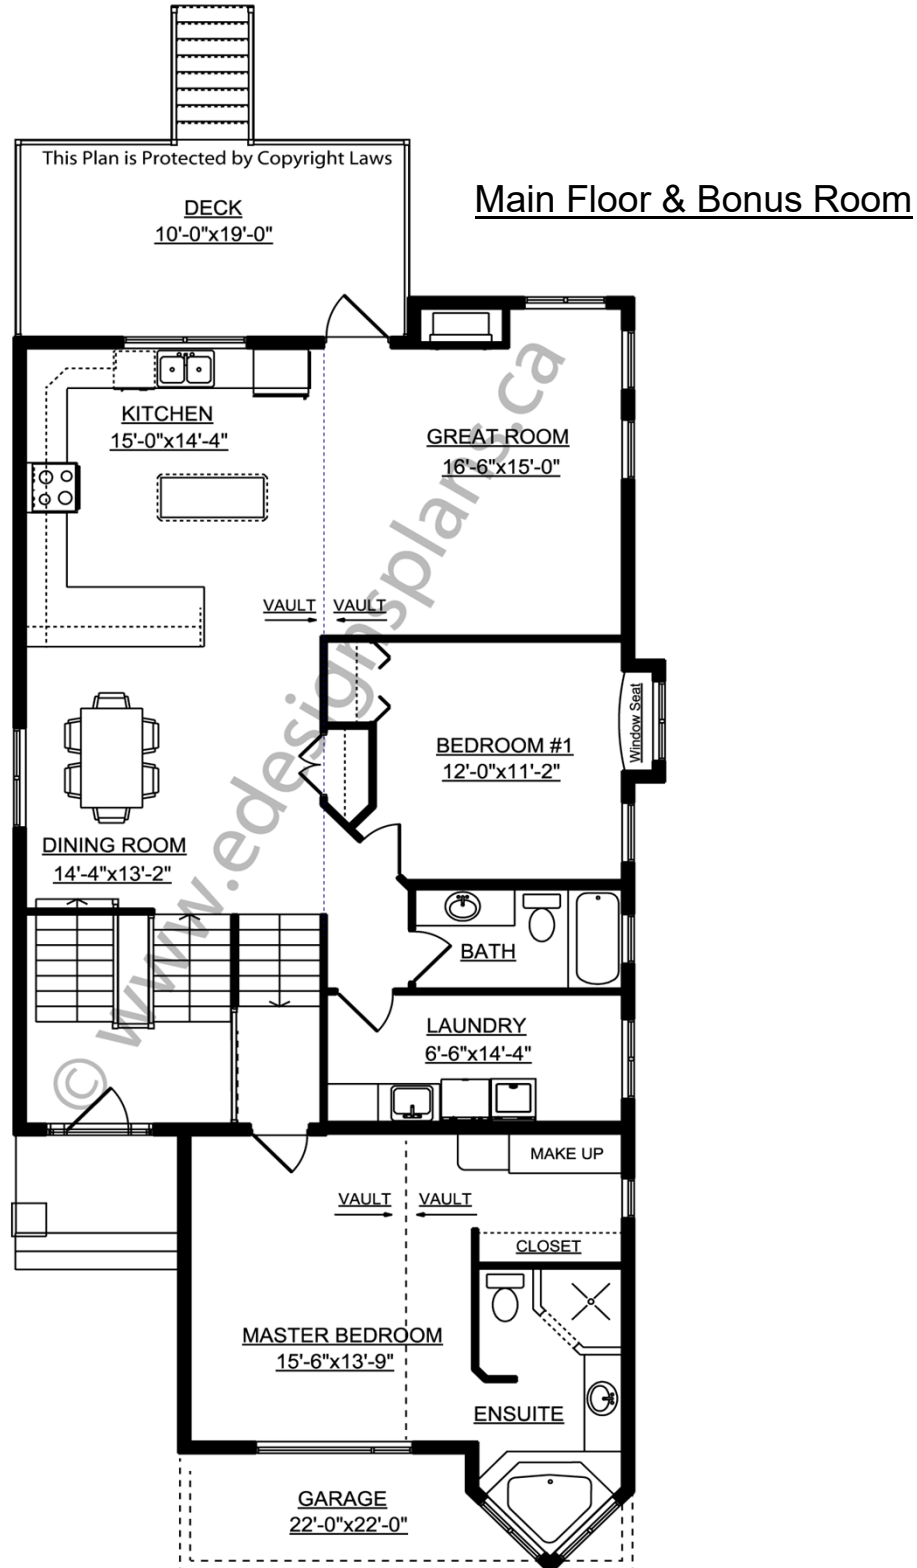 This Plan is Protected by Copyright Laws
Main Floor & Bonus Room
DECK
10'-0"x19'-0"
KITCHEN
15'-0"x14'-4"
GREAT ROOM
16'-6"x15'-0"
VAULT VAULT
Window Seat
BEDROOM #1
12'-0"x11'-2"
DINING ROOM
14'-4"x13'-2"
BATH
LAUNDRY
6'-6"x14'-4"
MAKE UP
VAULT VAULT
CLOSET
MASTER BEDROOM
15'-6"x13'-9"
ENSUITE
GARAGE
22'-0"x22'-0"
© www.edesignsplans.ca